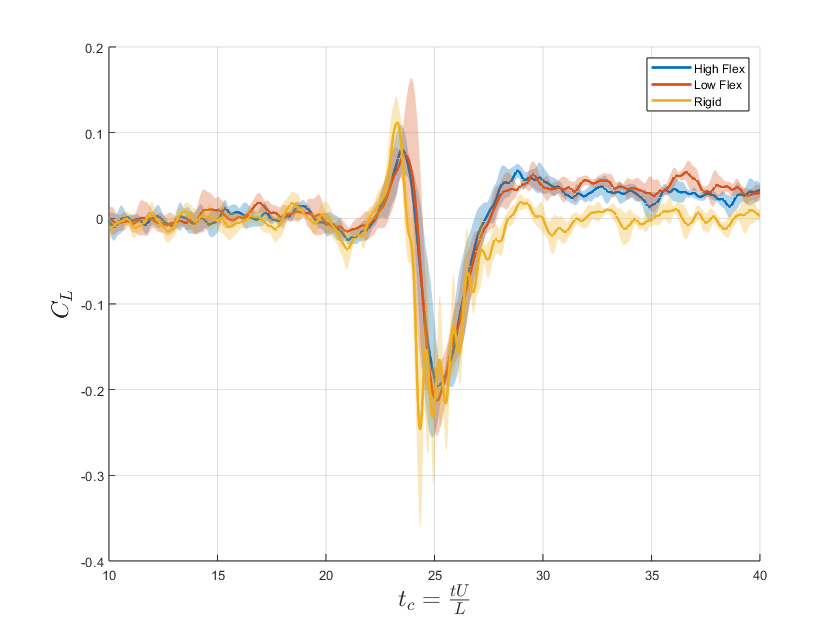 0.2
0.1
0
-0.1
-0.2
-0.3
-0.4
C_L
High Flex
Low Flex
Rigid
10 15 20 25 30 35 40
t_c = \frac{tU}{L}